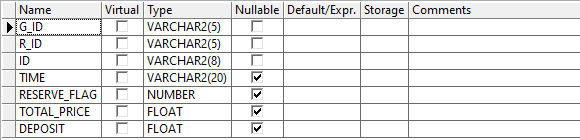 Name Virtual Type Nullable Default/Expr. Storage Comments
G_ID VARCHAR2(5)
R_ID VARCHAR2(5)
ID VARCHAR2(8)
TIME VARCHAR2(20)
RESERVE_FLAG NUMBER
TOTAL_PRICE FLOAT
DEPOSIT FLOAT